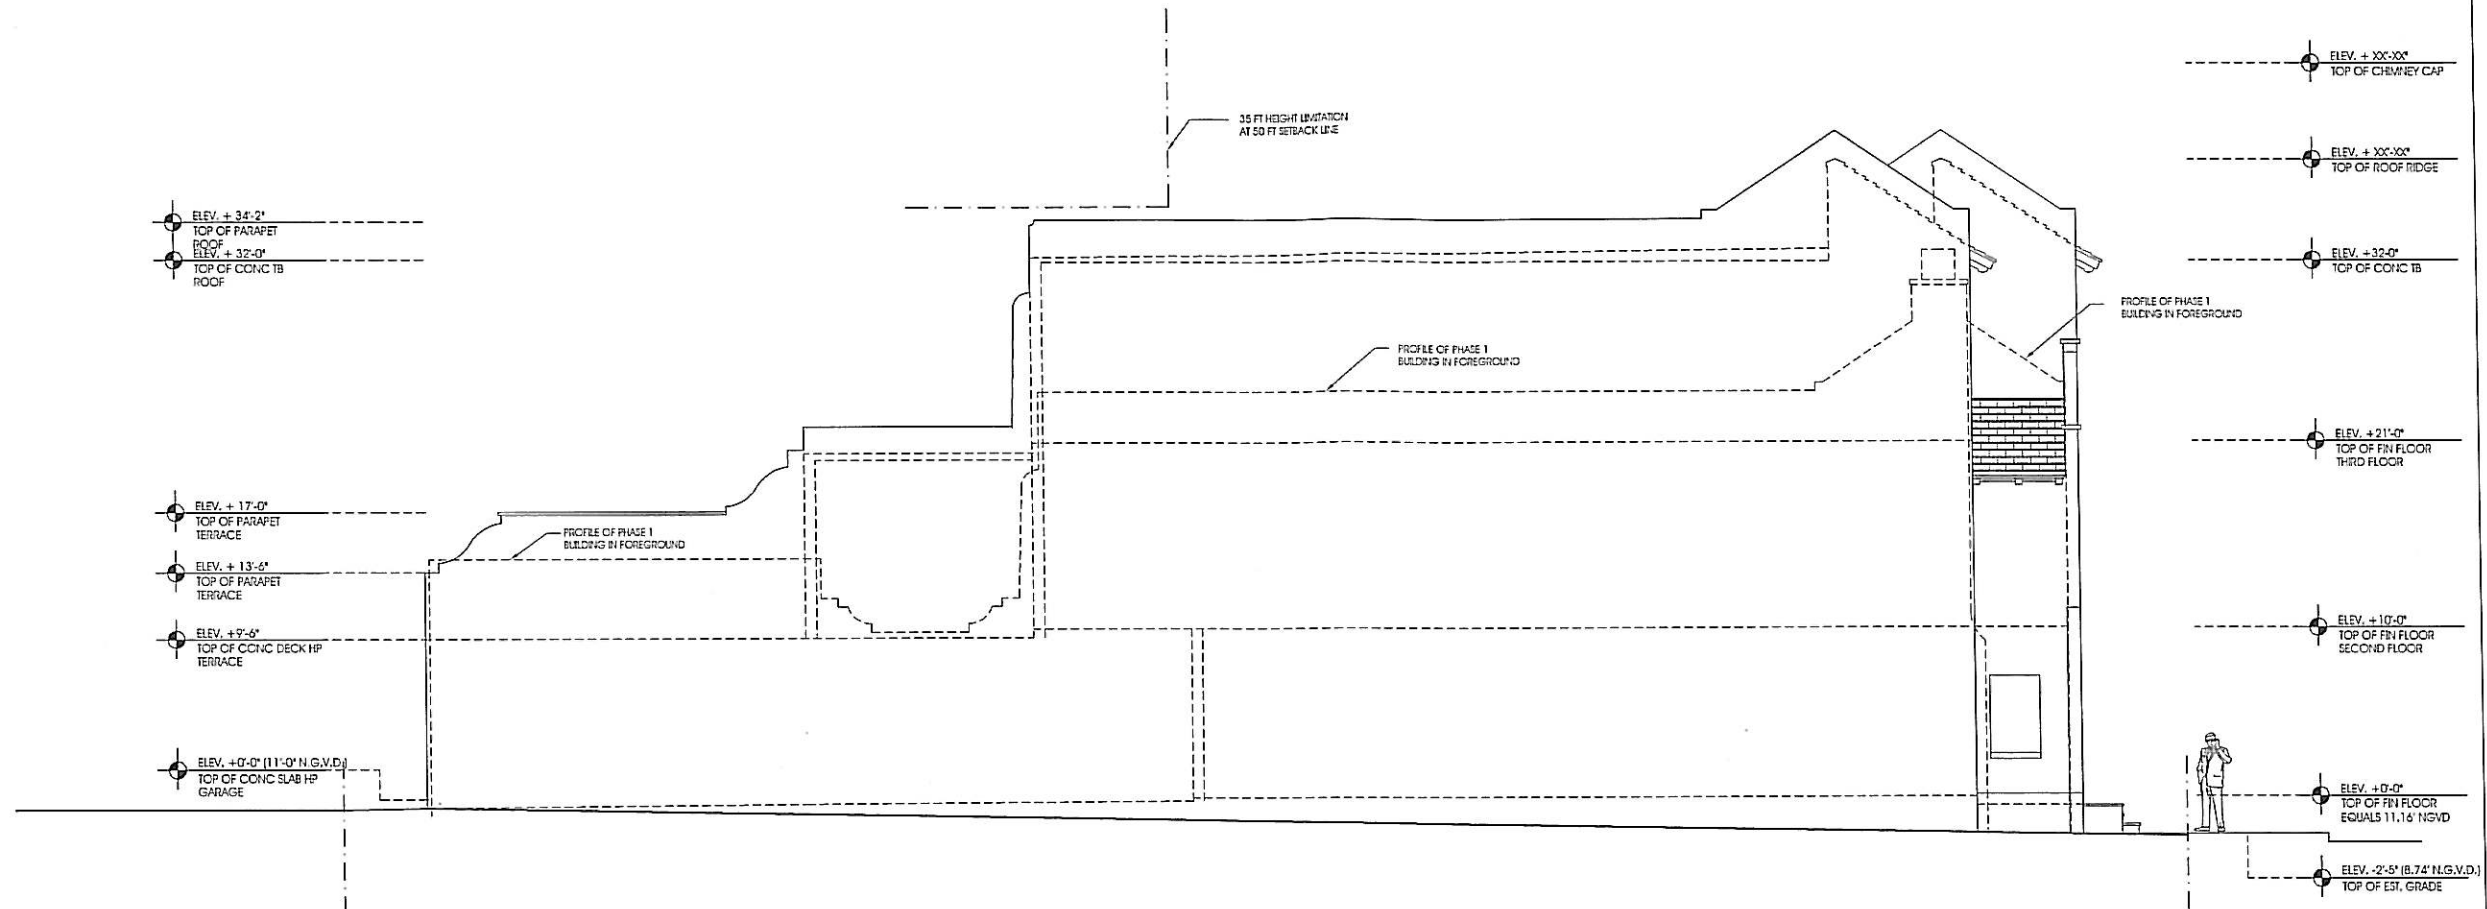 35 FT HEIGHT LIMITATION
AT 50 FT SETBACK LINE
ELEV. + XX'-XX"
TOP OF CHIMNEY CAP
ELEV. + XX'-XX"
TOP OF ROOF RIDGE
ELEV. + 34'-2"
TOP OF PARAPET
ROOF
ELEV. + 32'-0"
TOP OF CONC TB
ROOF
ELEV. +32'-0"
TOP OF CONC TB
PROFILE OF PHASE 1
BUILDING IN FOREGROUND
PROFILE OF PHASE 1
BUILDING IN FOREGROUND
ELEV. +21'-0"
TOP OF FIN FLOOR
THIRD FLOOR
ELEV. + 17'-0"
TOP OF PARAPET
TERRACE
PROFILE OF PHASE 1
BUILDING IN FOREGROUND
ELEV. + 13'-6"
TOP OF PARAPET
TERRACE
ELEV. +9'-6"
TOP OF CONC DECK HP
TERRACE
ELEV. +10'-0"
TOP OF FIN FLOOR
SECOND FLOOR
ELEV. +0'-0" (11'-0" N.G.V.D.)
TOP OF CONC SLAB HP
GARAGE
ELEV. +0'-0"
TOP OF FIN FLOOR
EQUALS 11.16' NGVD
ELEV. -2'-5" (8.74' N.G.V.D.)
TOP OF EST. GRADE